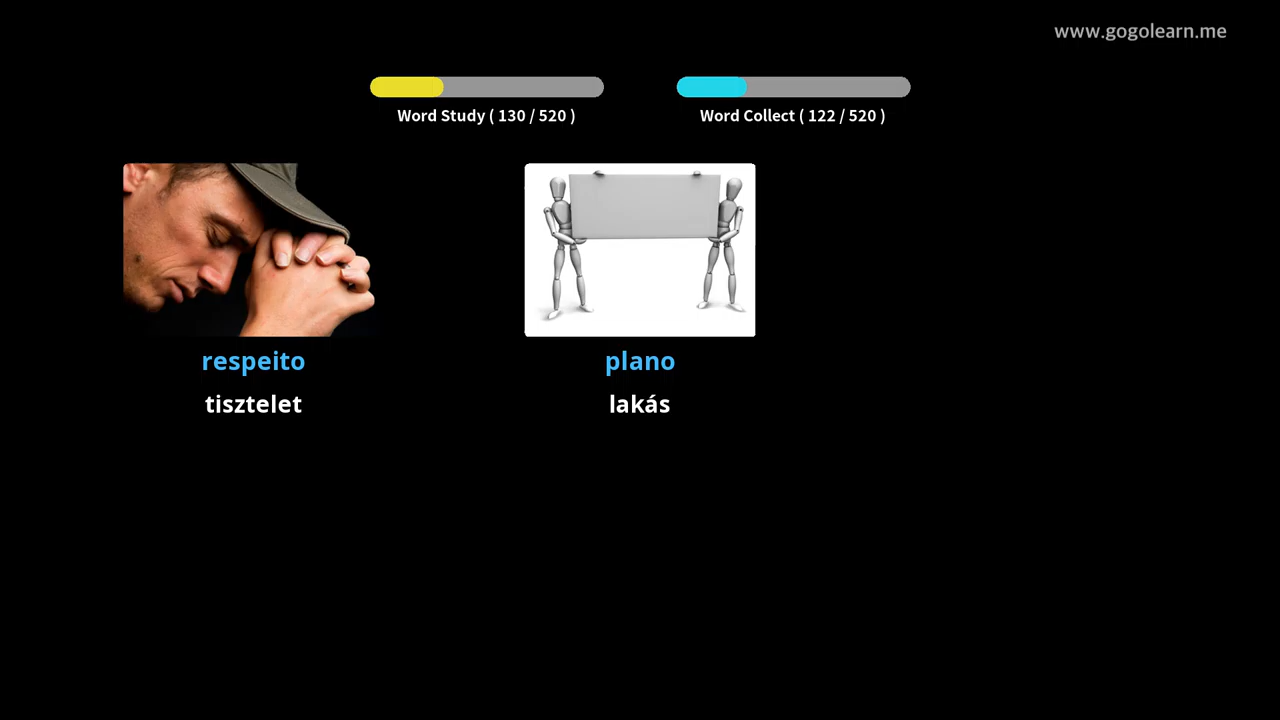 www.gogolearn.me
Word Study ( 130 / 520 )
Word Collect ( 122 / 520 )
respeito
plano
tisztelet
lakás